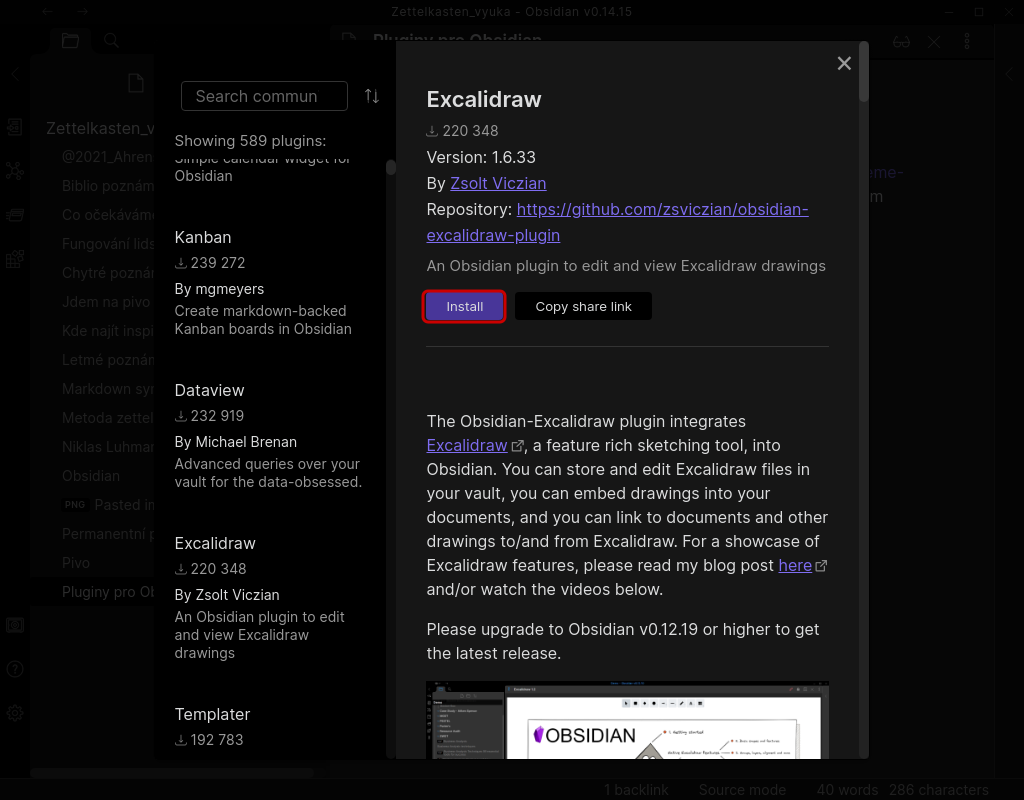 Zettelkasten_vyuka - Obsidian v0.14.15
Pluginy pro Obsidian
Zettelkasten_v
@2021_Ahren
Biblio poznám
Co očekáváme
Fungování lids
Chytré poznám
Jdem na pivo
Kde najít inspi
Letmé poznám
Markdown syn
Metoda zettel
Niklas Luhmar
Obsidian
PNG Pasted in
Permanentní p
Pivo
Pluginy pro Ob
Search commun
Showing 589 plugins:
Simple calendar widget for
Obsidian
Kanban
239 272
By mgmeyers
Create markdown-backed
Kanban boards in Obsidian
Dataview
232 919
By Michael Brenan
Advanced queries over your
vault for the data-obsessed.
Excalidraw
220 348
By Zsolt Viczian
An Obsidian plugin to edit
and view Excalidraw
drawings
Templater
192 783
Excalidraw
220 348
Version: 1.6.33
By Zsolt Viczian
Repository: https://github.com/zsviczian/obsidian-
excalidraw-plugin
An Obsidian plugin to edit and view Excalidraw drawings
Install
Copy share link
The Obsidian-Excalidraw plugin integrates
Excalidraw, a feature rich sketching tool, into
Obsidian. You can store and edit Excalidraw files in
your vault, you can embed drawings into your
documents, and you can link to documents and other
drawings to/and from Excalidraw. For a showcase of
Excalidraw features, please read my blog post here
and/or watch the videos below.
Please upgrade to Obsidian v0.12.19 or higher to get
the latest release.
OBSIDIAN
eme-
m
1 backlink
Source mode
40 words
286 characters